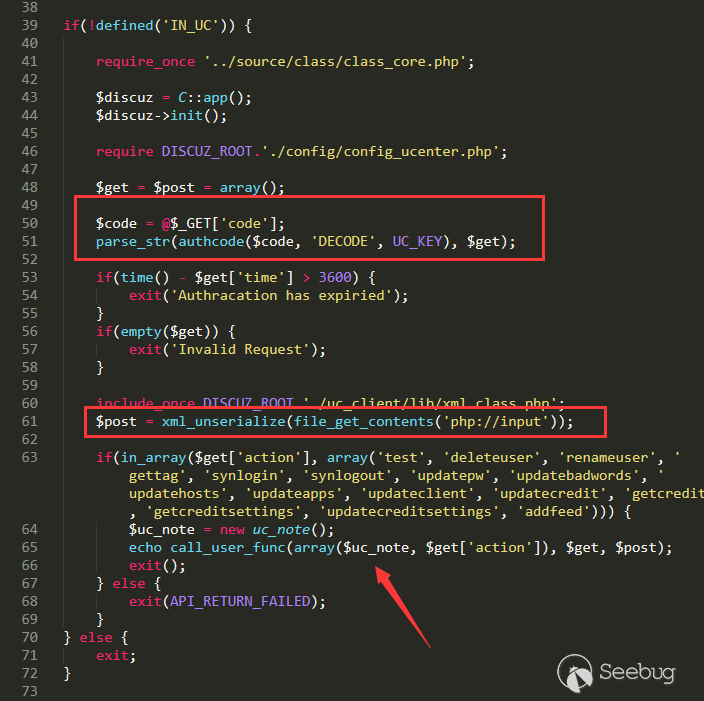 38
39 if(!defined('IN_UC')) {
40
41 require_once '../source/class/class_core.php';
42
43 $discuz = C::app();
44 $discuz->init();
45
46 require DISCUZ_ROOT.'./config/config_ucenter.php';
47
48 $get = $post = array();
49
50 $code = @$_GET['code'];
51 parse_str(authcode($code, 'DECODE', UC_KEY), $get);
52
53 if(time() - $get['time'] > 3600) {
54 exit('Authracation has expiried');
55 }
56 if(empty($get)) {
57 exit('Invalid Request');
58 }
59
60 include_once DISCUZ_ROOT.'./uc_client/lib/xml.class.php';
61 $post = xml_unserialize(file_get_contents('php://input'));
62
63 if(in_array($get['action'], array('test', 'deleteuser', 'renameuser', '
gettag', 'synlogin', 'synlogout', 'updatepw', 'updatebadwords', '
updatehosts', 'updateapps', 'updateclient', 'updatecredit', 'getcredit
, 'getcreditsettings', 'updatecreditsettings', 'addfeed'))) {
64 $uc_note = new uc_note();
65 echo call_user_func(array($uc_note, $get['action']), $get, $post);
66 exit();
67 } else {
68 exit(API_RETURN_FAILED);
69 }
70 } else {
71 exit;
72 }
73
Seebug